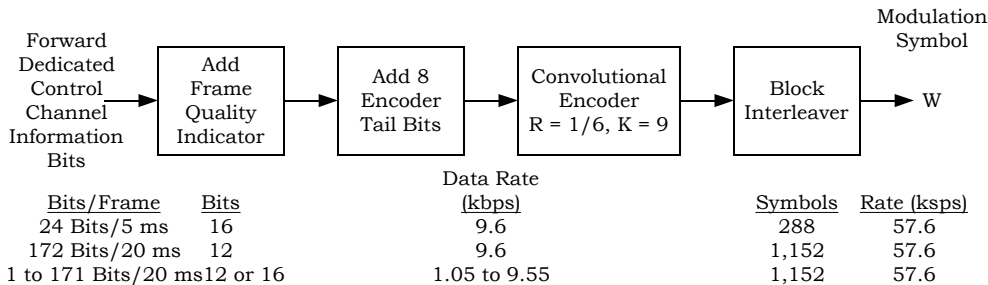 Forward
Dedicated
Control
Channel
Information
Bits
Add
Frame
Quality
Indicator
Add 8
Encoder
Tail Bits
Convolutional
Encoder
R = 1/6, K = 9
Block
Interleaver
Modulation
Symbol
W
Data Rate
Bits/Frame Bits (kbps) Symbols Rate (ksps)
24 Bits/5 ms 16 9.6 288 57.6
172 Bits/20 ms 12 9.6 1,152 57.6
1 to 171 Bits/20 ms 12 or 16 1.05 to 9.55 1,152 57.6